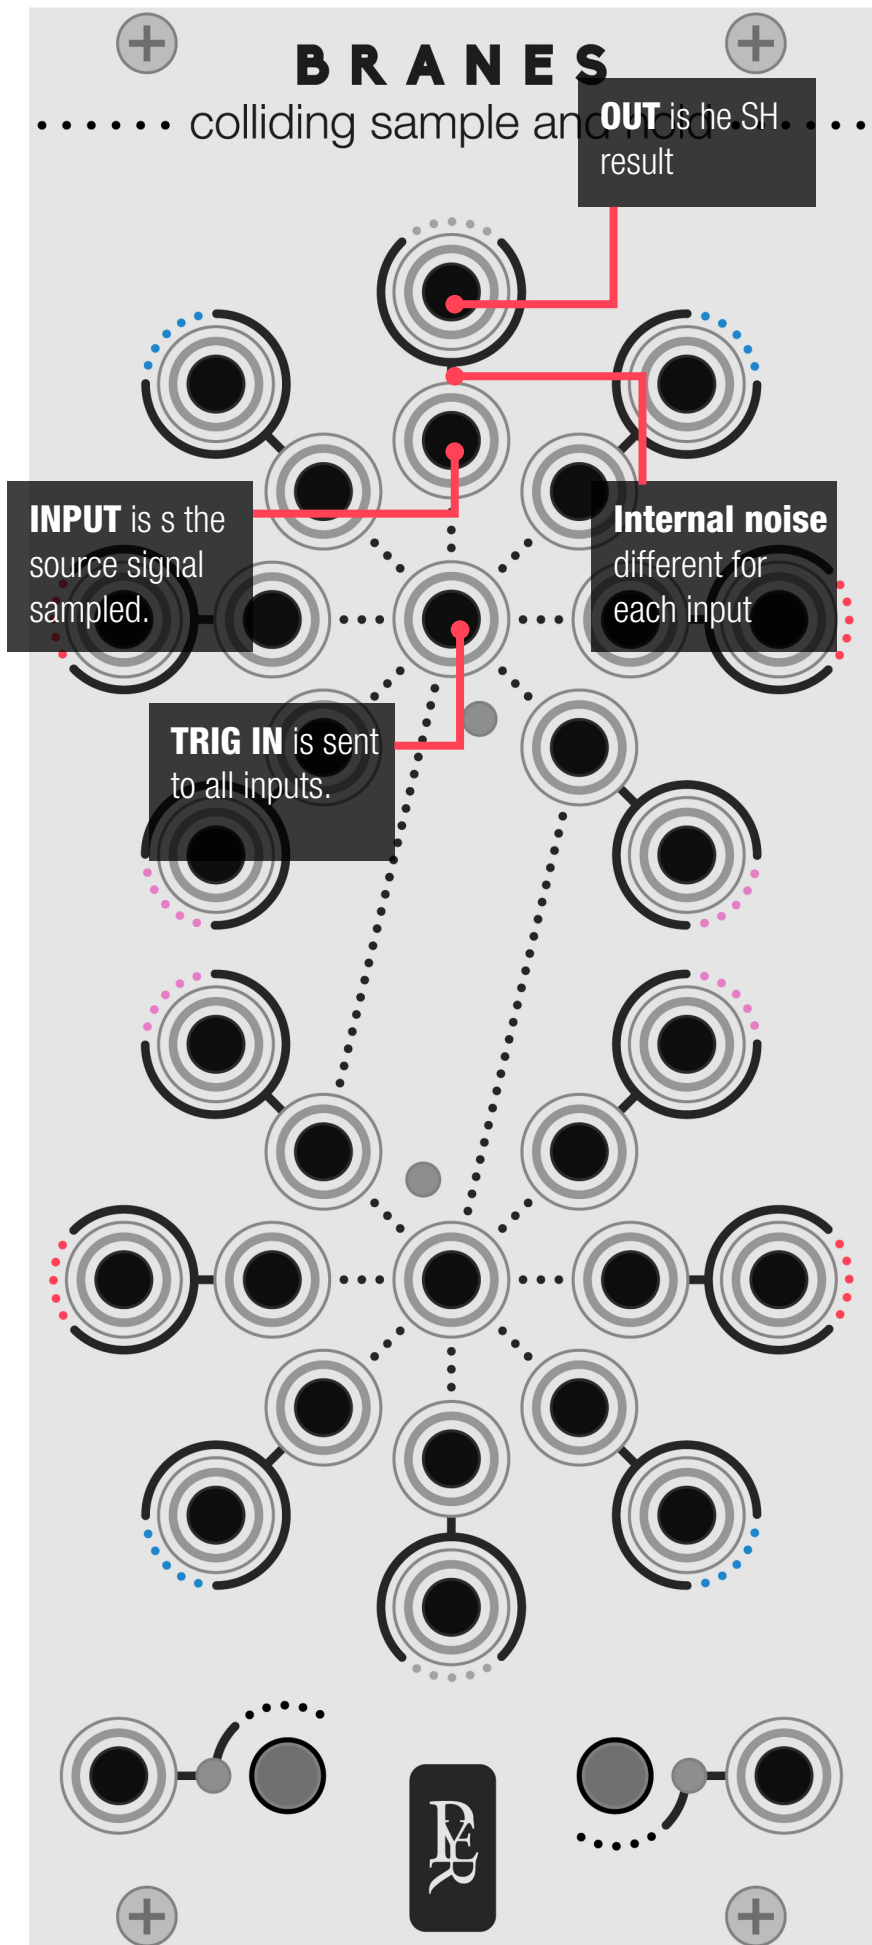 BRANES
colliding sample and hold
OUT is he SH
result
INPUT is s the
source signal
sampled.
Internal noise
different for
each input
TRIG IN is sent
to all inputs.
DYER